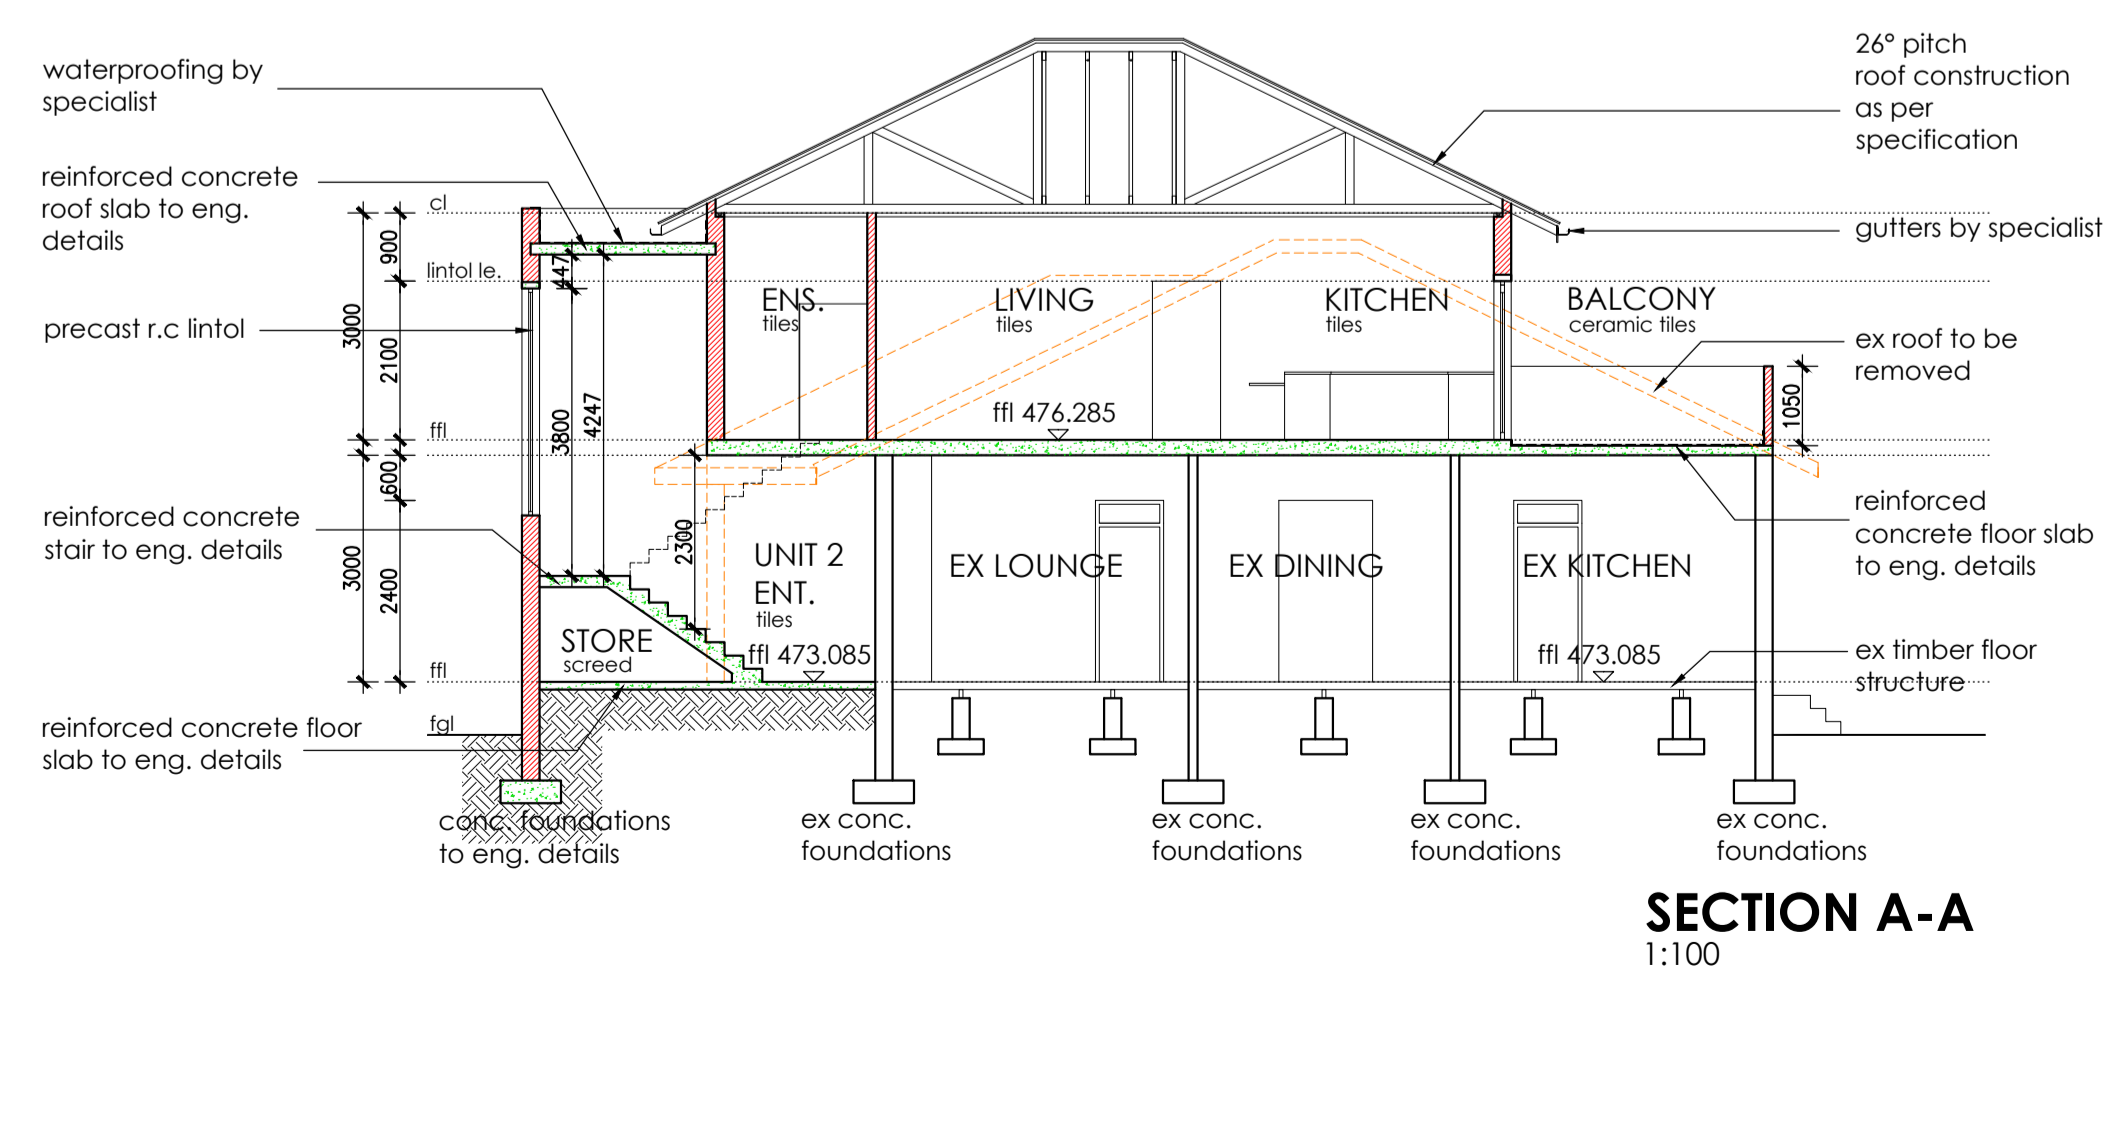 waterproofing by
specialist
reinforced concrete
roof slab to eng.
details
precast r.c lintol
reinforced concrete
stair to eng. details
reinforced concrete floor
slab to eng. details
cl
lintol le.
ffl
ffl
fgl
3000
3000
900
2100
600
2400
447
3800
4247
2300
1050
ENS.
tiles
LIVING
tiles
KITCHEN
tiles
BALCONY
ceramic tiles
ffl 476.285
UNIT 2
ENT.
tiles
STORE
screed
ffl 473.085
EX LOUNGE
EX DINING
EX KITCHEN
ffl 473.085
26° pitch
roof construction
as per
specification
gutters by specialist
ex roof to be
removed
reinforced
concrete floor slab
to eng. details
ex timber floor
structure
conc. foundations
to eng. details
ex conc.
foundations
ex conc.
foundations
ex conc.
foundations
ex conc.
foundations
SECTION A-A
1:100